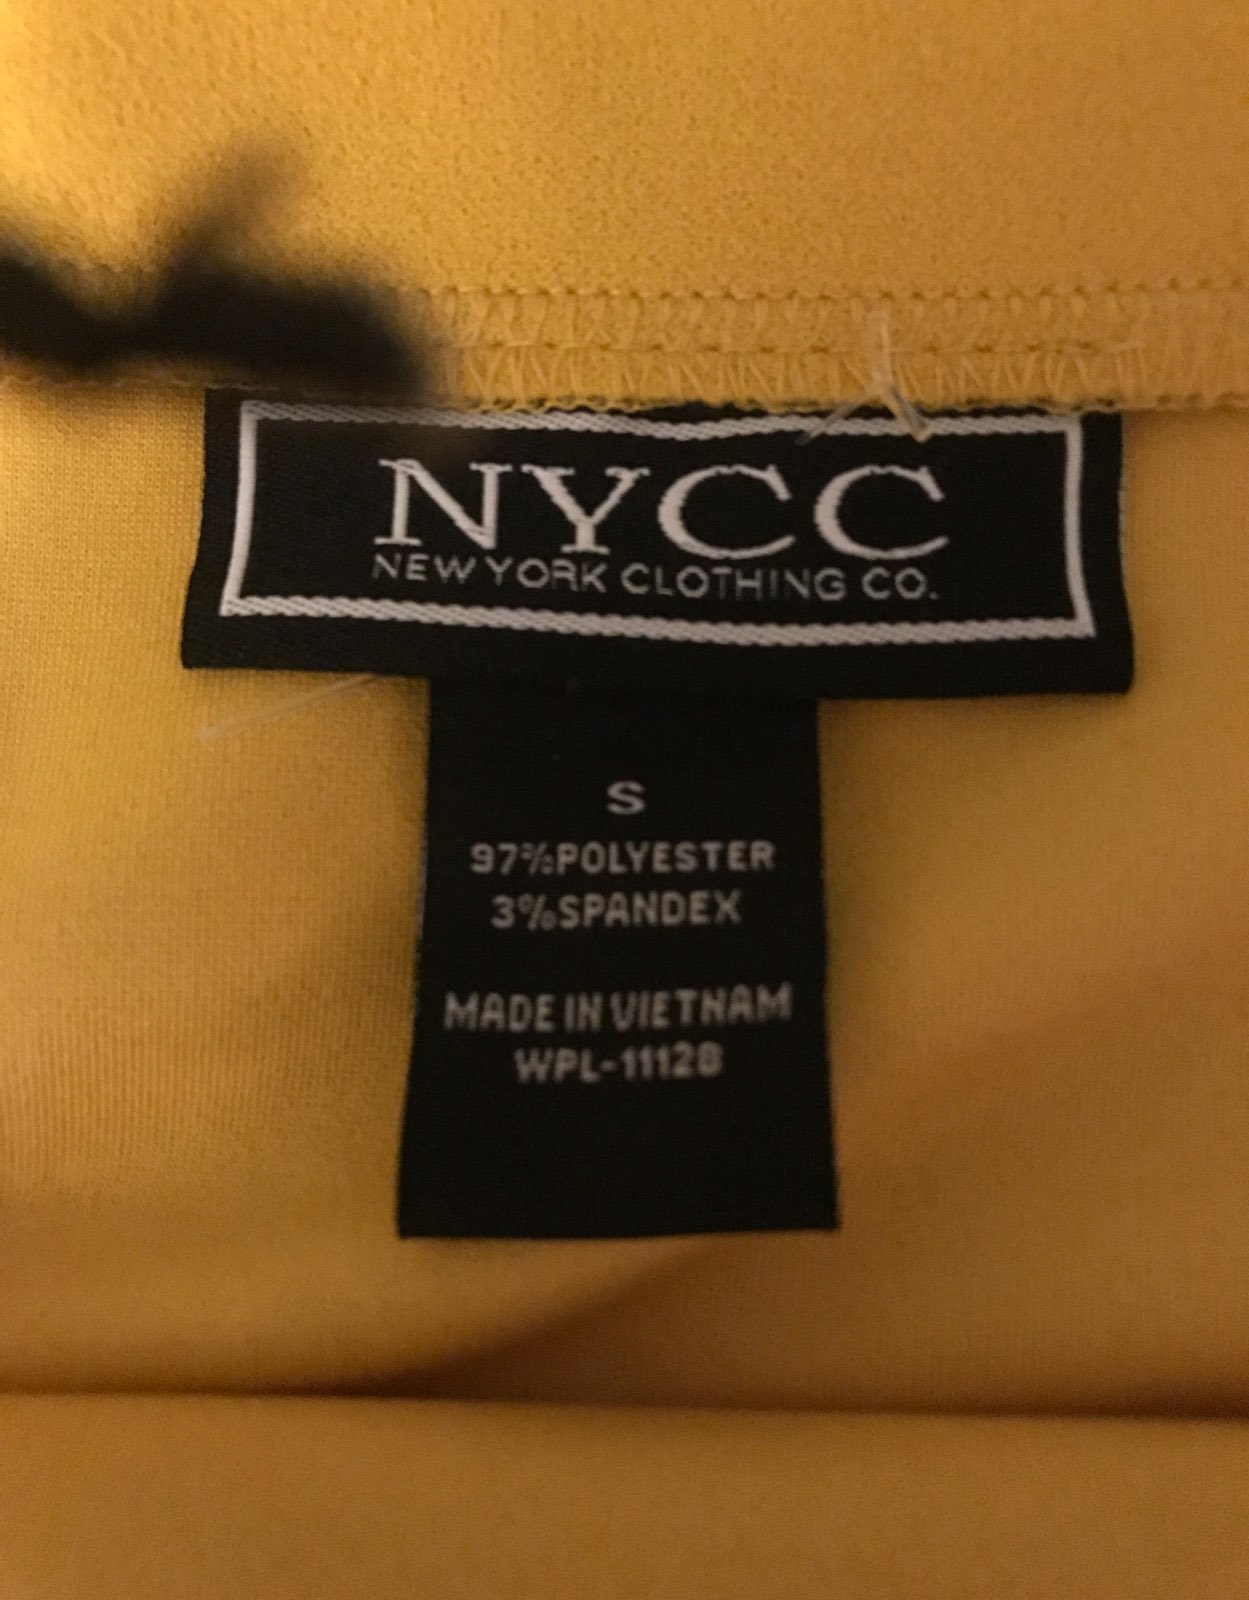 NYCC
NEW YORK CLOTHING CO.
S
97%POLYESTER
3%SPANDEX
MADE IN VIETNAM
WPL-11128